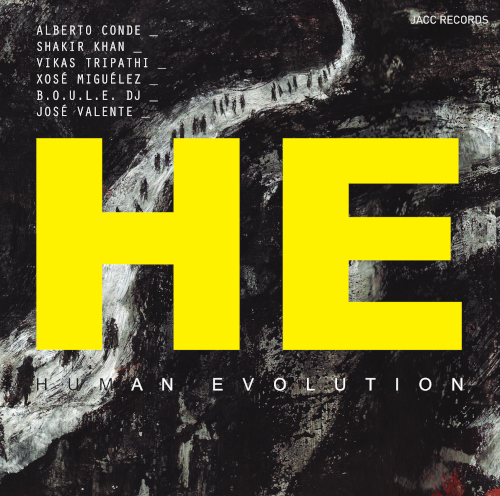 ALBERTO CONDE _
SHAKIR KHAN _
VIKAS TRIPATHI _
XOSÉ MIGUÉLEZ _
B.O.U.L.E. DJ _
JOSÉ VALENTE _
JACC RECORDS
HE
HUMAN EVOLUTION